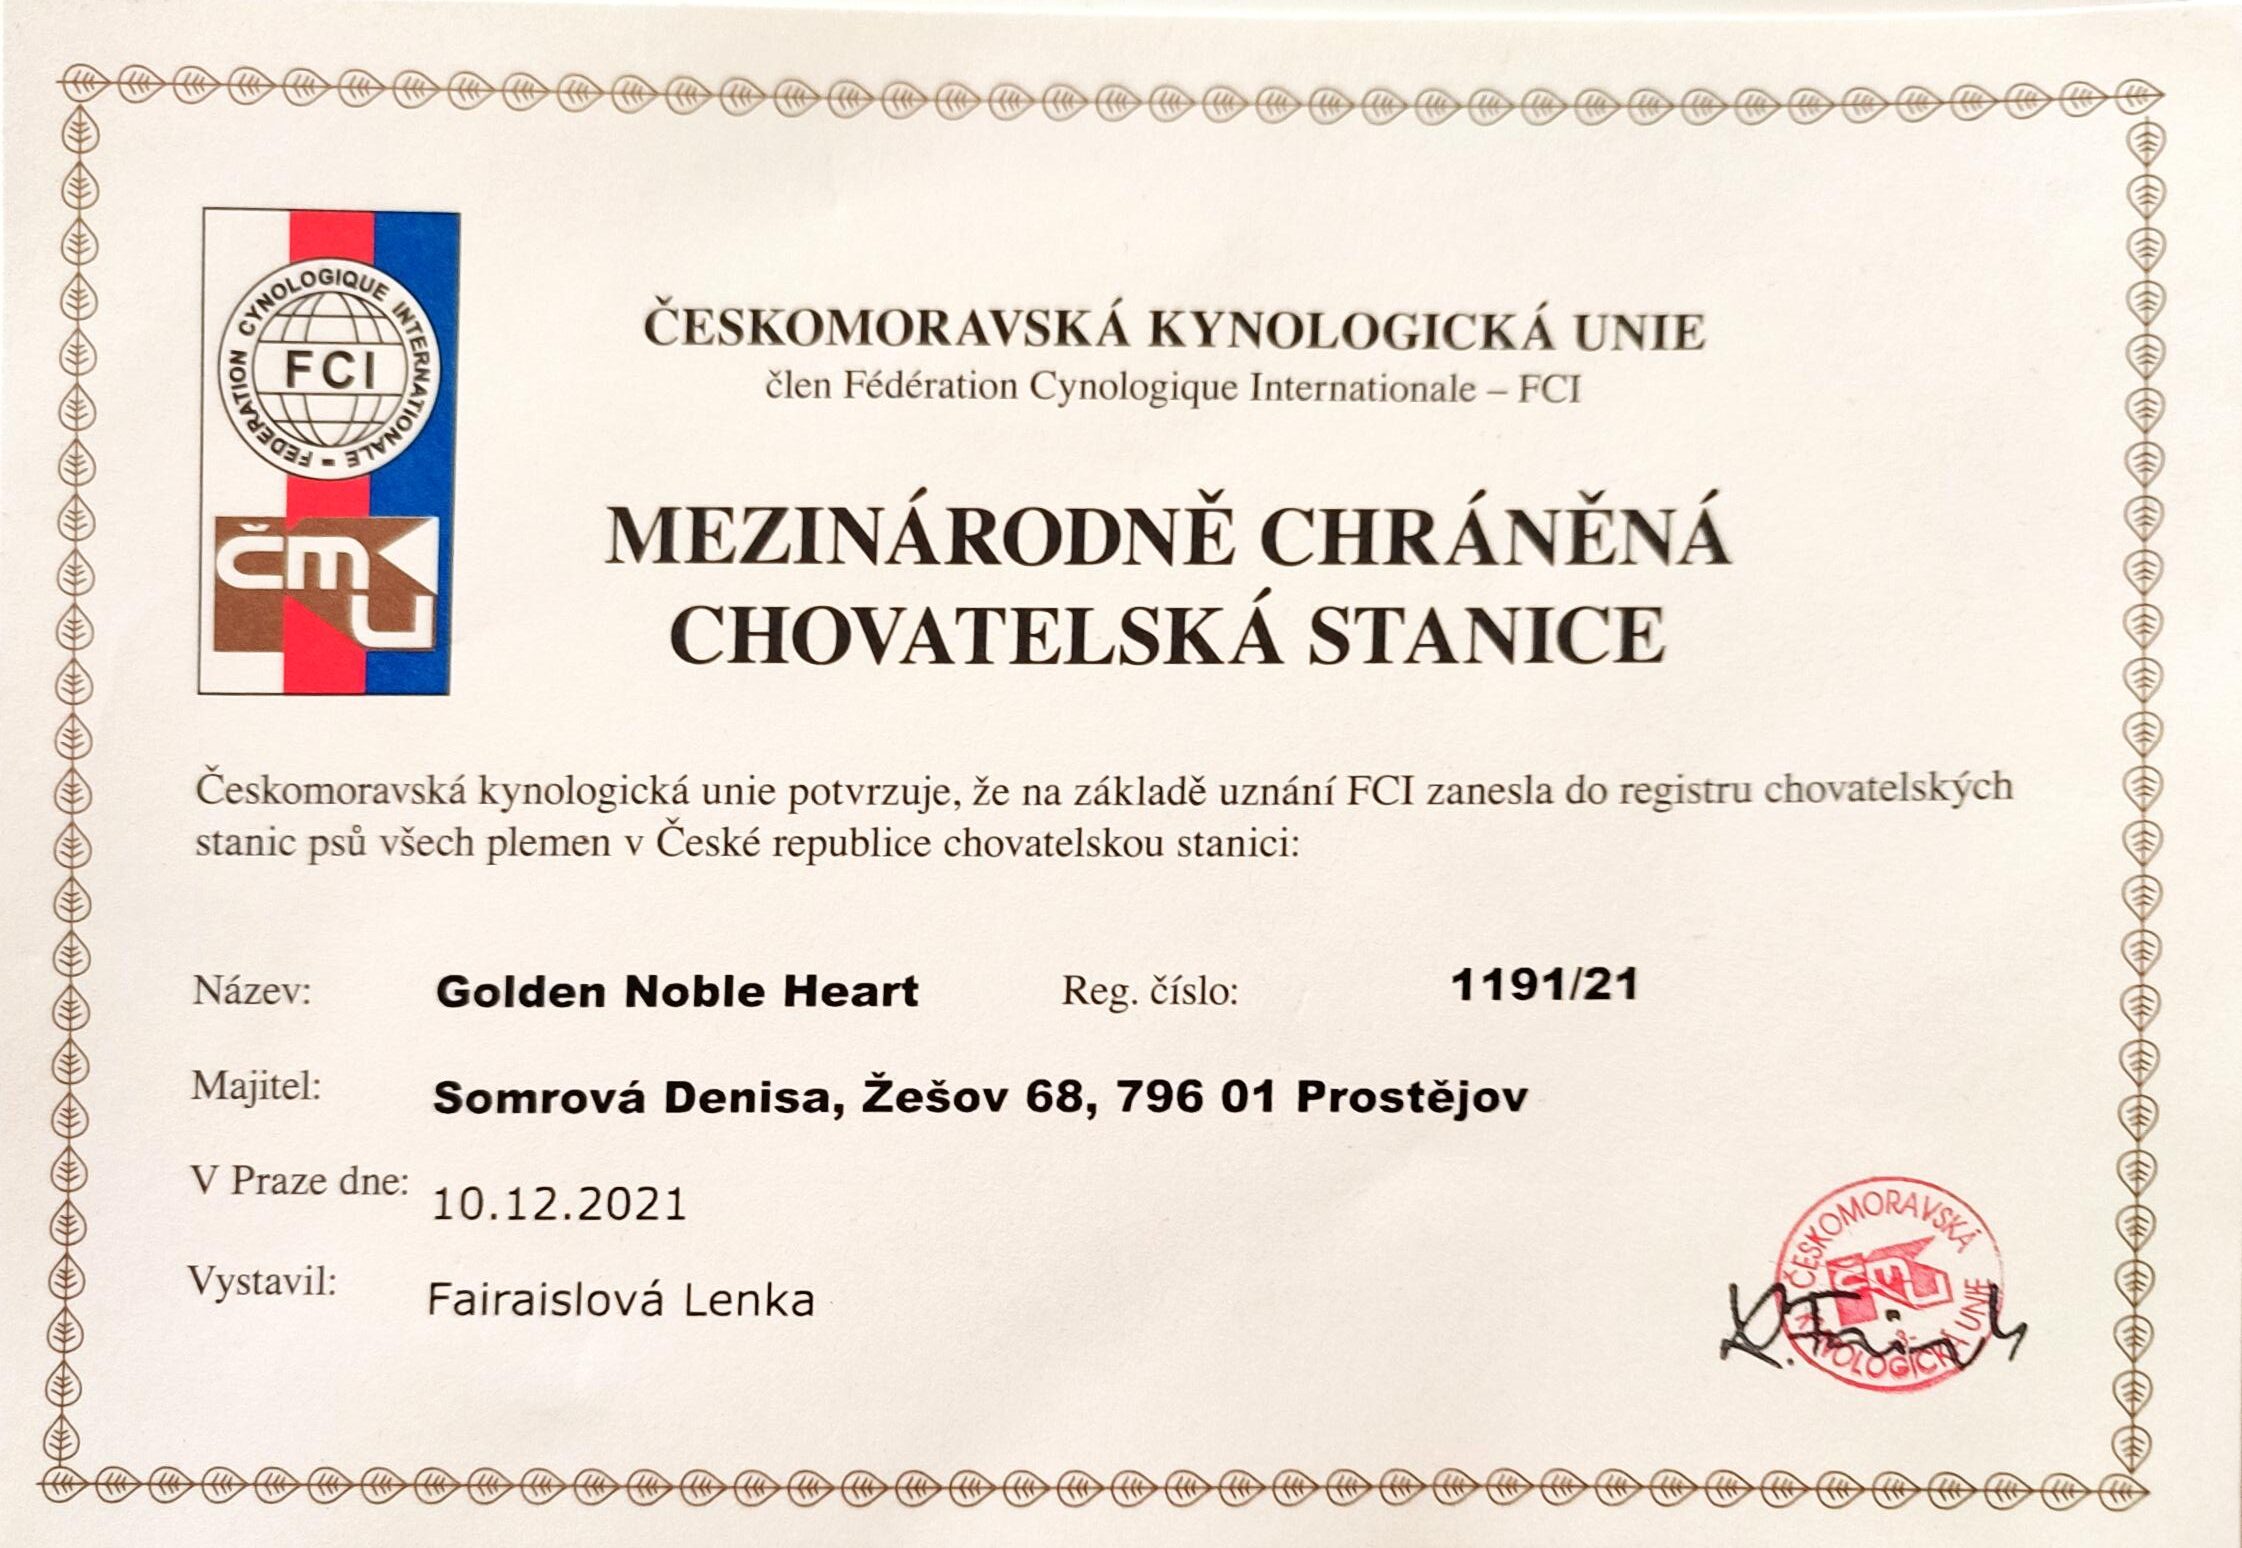 FEDERATION CYNOLOGIQUE INTERNATIONALE –
FCI
ČMKU
ČESKOMORAVSKÁ KYNOLOGICKÁ UNIE
člen Fédération Cynologique Internationale – FCI
MEZINÁRODNĚ CHRÁNĚNÁ
CHOVATELSKÁ STANICE
Českomoravská kynologická unie potvrzuje, že na základě uznání FCI zanesla do registru chovatelských
stanic psů všech plemen v České republice chovatelskou stanici:
Název: Golden Noble Heart Reg. číslo: 1191/21
Majitel: Somrová Denisa, Žešov 68, 796 01 Prostějov
V Praze dne: 10.12.2021
Vystavil: Fairaislová Lenka
ČESKOMORAVSKÁ
KYNOLOGICKÁ UNIE